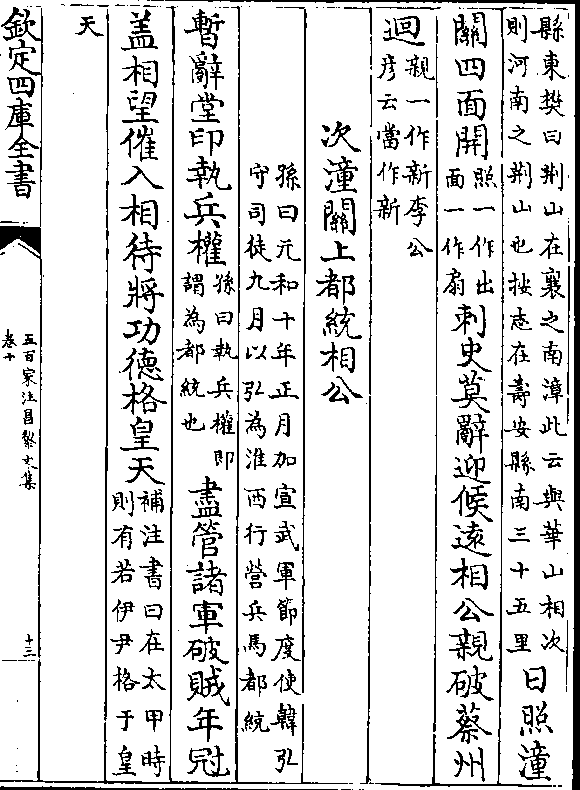 縣東樊曰荆山在襄之南漳此云與華山相次
則河南之荆山也按志在壽安縣南三十五里
日照潼
關四面開
照一作出
面一作扇
刺史莫辭迎候遠相公親破蔡州
迴
親一作新李公
彦云當作新
次潼關上都統相公
孫曰元和十年正月加宣武軍節度使韓弘
守司徒九月以弘為淮西行營兵馬都統
暫辭堂印執兵權
孫曰執兵權即
謂為都統也
盡管諸軍破賊年冠
盖相望催入相待將功德格皇天
補注書曰在太甲時
則有若伊尹格于皇
天
欽定四庫全書
五百家注昌黎文集
卷十
十三